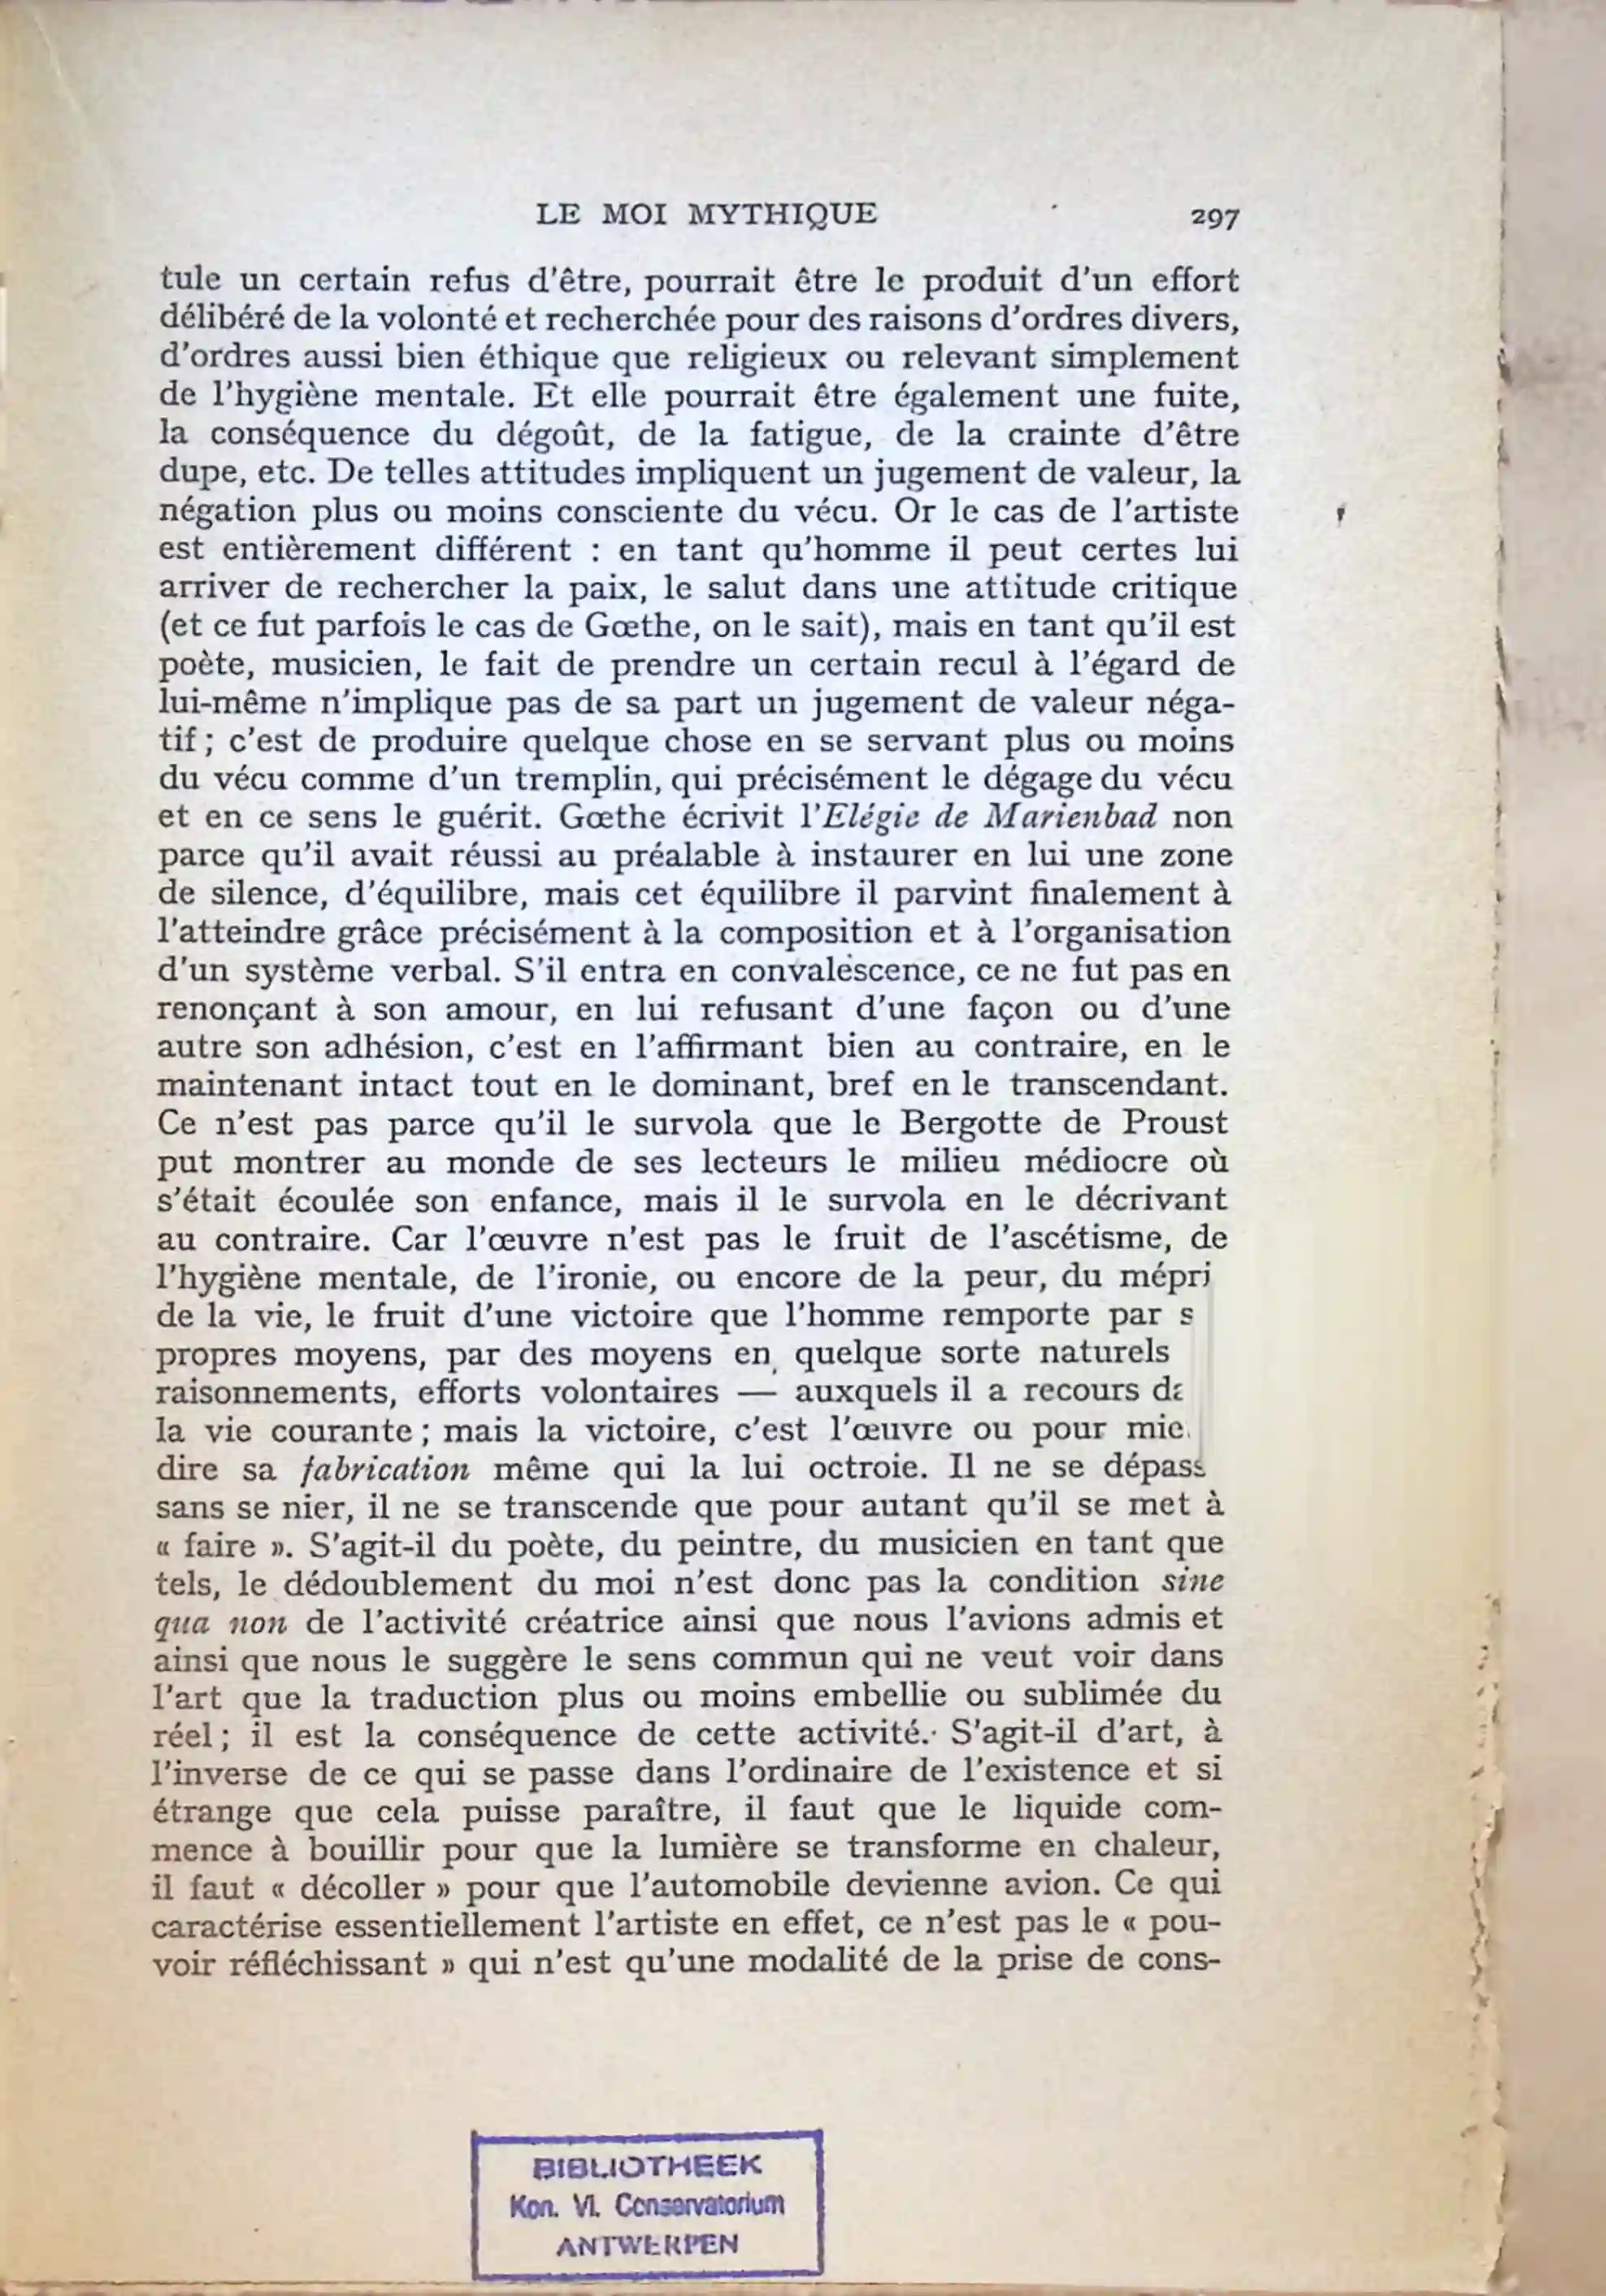 LE MOI MYTHIQUE 297
tule un certain refus d'être, pourrait être le produit d'un effort
délibéré de la volonté et recherchée pour des raisons d'ordres divers,
d'ordres aussi bien éthique que religieux ou relevant simplement
de l'hygiène mentale. Et elle pourrait être également une fuite,
la conséquence du dégoût, de la fatigue, de la crainte d'être
dupe, etc. De telles attitudes impliquent un jugement de valeur, la
négation plus ou moins consciente du vécu. Or le cas de l'artiste
est entièrement différent : en tant qu'homme il peut certes lui
arriver de rechercher la paix, le salut dans une attitude critique
(et ce fut parfois le cas de Gœthe, on le sait), mais en tant qu'il est
poète, musicien, le fait de prendre un certain recul à l'égard de
lui-même n'implique pas de sa part un jugement de valeur néga-
tif ; c'est de produire quelque chose en se servant plus ou moins
du vécu comme d'un tremplin, qui précisément le dégage du vécu
et en ce sens le guérit. Gœthe écrivit l'Elégie de Marienbad non
parce qu'il avait réussi au préalable à instaurer en lui une zone
de silence, d'équilibre, mais cet équilibre il parvint finalement à
l'atteindre grâce précisément à la composition et à l'organisation
d'un système verbal. S'il entra en convalescence, ce ne fut pas en
renonçant à son amour, en lui refusant d'une façon ou d'une
autre son adhésion, c'est en l'affirmant bien au contraire, en le
maintenant intact tout en le dominant, bref en le transcendant.
Ce n'est pas parce qu'il le survola que le Bergotte de Proust
put montrer au monde de ses lecteurs le milieu médiocre où
s'était écoulée son enfance, mais il le survola en le décrivant
au contraire. Car l'œuvre n'est pas le fruit de l'ascétisme, de
l'hygiène mentale, de l'ironie, ou encore de la peur, du mépri
de la vie, le fruit d'une victoire que l'homme remporte par s
propres moyens, par des moyens en quelque sorte naturels
raisonnements, efforts volontaires — auxquels il a recours
la vie courante ; mais la victoire, c'est l'œuvre ou pour
dire sa fabrication même qui la lui octroie. Il ne se dépass
sans se nier, il ne se transcende que pour autant qu'il se met à
« faire ». S'agit-il du poète, du peintre, du musicien en tant que
tels, le dédoublement du moi n'est donc pas la condition sine
qua non de l'activité créatrice ainsi que nous l'avions admis et
ainsi que nous le suggère le sens commun qui ne veut voir dans
l'art que la traduction plus ou moins embellie ou sublimée du
réel ; il est la conséquence de cette activité. S'agit-il d'art, à
l'inverse de ce qui se passe dans l'ordinaire de l'existence et si
étrange que cela puisse paraître, il faut que le liquide com-
mence à bouillir pour que la lumière se transforme en chaleur,
il faut « décoller » pour que l'automobile devienne avion. Ce qui
caractérise essentiellement l'artiste en effet, ce n'est pas le « pou-
voir réfléchissant » qui n'est qu'une modalité de la prise de cons-
BIBLIOTHEEK
Kon. Vl. Conservatorium
ANTWERPEN